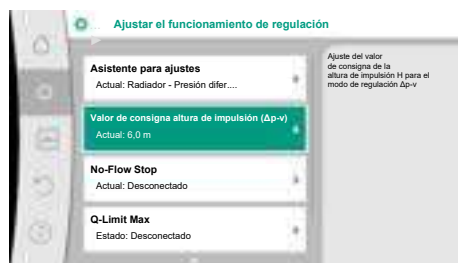 Ajustar el funcionamiento de regulación
Asistente para ajustes
Actual: Radiador - Presión difer....
Valor de consigna altura de impulsión (Δp-v)
Actual: 6,0 m
No-Flow Stop
Actual: Desconectado
Q-Limit Max
Estado: Desconectado
Ajuste del valor
de consigna de la
altura de impulsión H para el
modo de regulación Δp-v